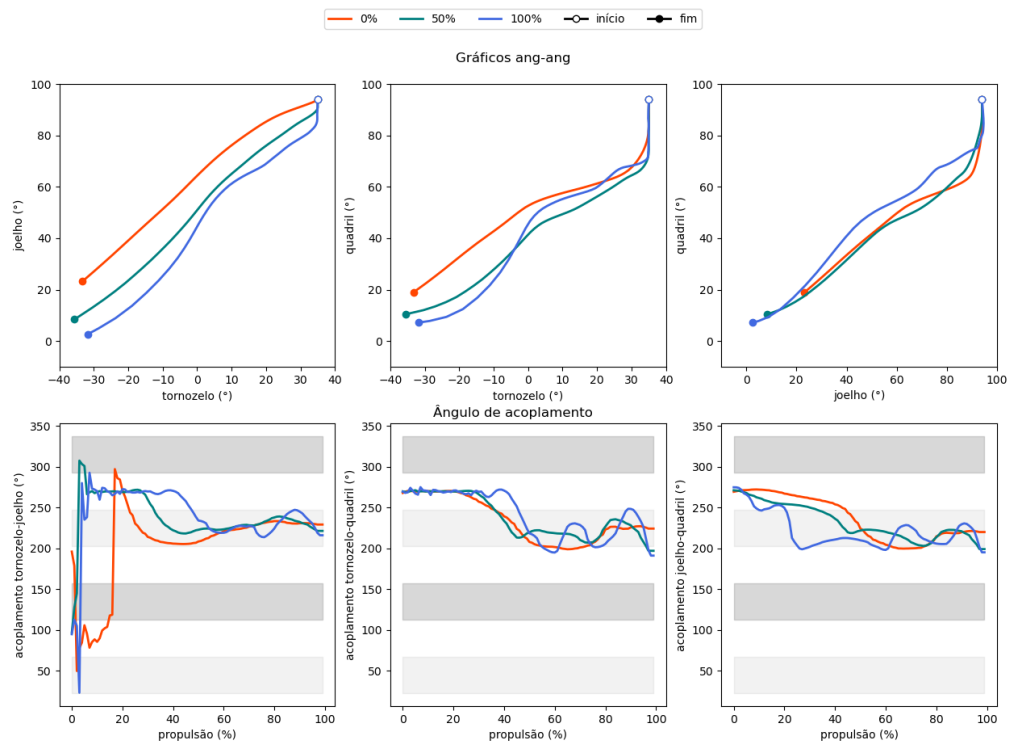 0% 50% 100% início fim
Gráficos ang-ang
joelho (°)
100
80
60
40
20
0
−40 −30 −20 −10 0 10 20 30 40
tornozelo (°)
quadril (°)
100
80
60
40
20
0
−40 −30 −20 −10 0 10 20 30 40
tornozelo (°)
quadril (°)
100
80
60
40
20
0
0 20 40 60 80 100
joelho (°)
Ângulo de acoplamento
acoplamento tornozelo-joelho (°)
350
300
250
200
150
100
50
0 20 40 60 80 100
propulsão (%)
acoplamento tornozelo-quadril (°)
350
300
250
200
150
100
50
0 20 40 60 80 100
propulsão (%)
acoplamento joelho-quadril (°)
350
300
250
200
150
100
50
0 20 40 60 80 100
propulsão (%)